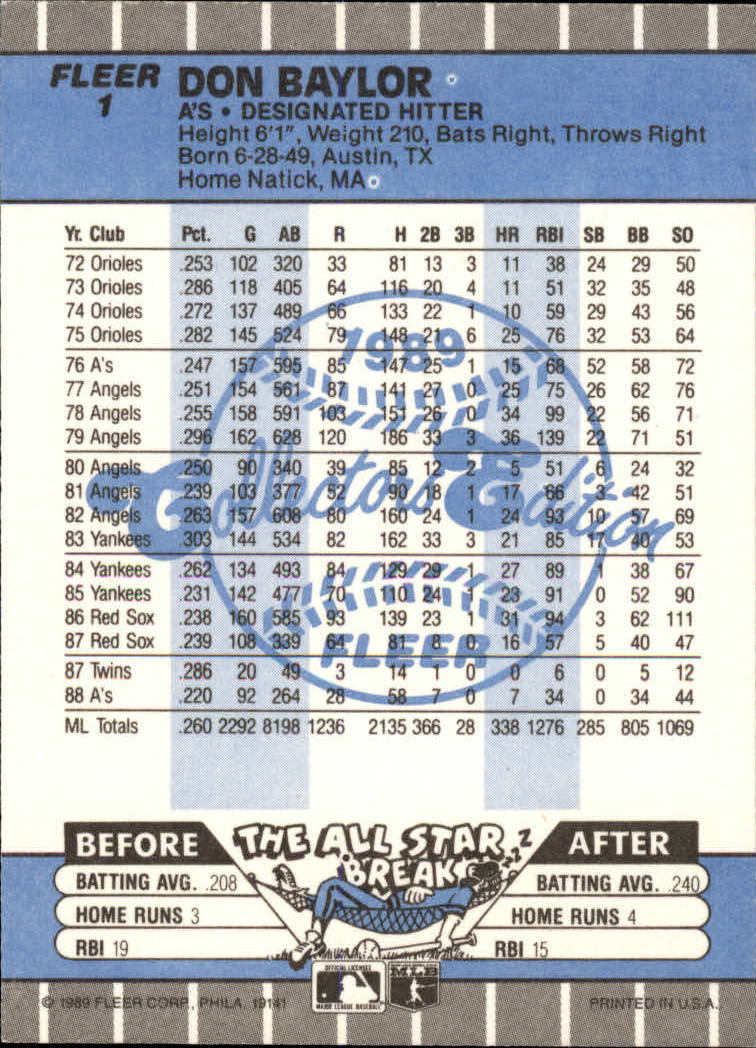 FLEER
1
DON BAYLOR
A'S • DESIGNATED HITTER
Height 6'1", Weight 210, Bats Right, Throws Right
Born 6-28-49, Austin, TX
Home Natick, MA
Yr. Club Pct. G AB R H 2B 3B HR RBI SB BB SO
72 Orioles .253 102 320 33 81 13 3 11 38 24 29 50
73 Orioles .286 118 405 64 116 20 4 11 51 32 35 48
74 Orioles .272 137 489 66 133 22 1 10 59 29 43 56
75 Orioles .282 145 524 79 148 21 6 25 76 32 53 64
76 A's .247 157 595 85 147 25 1 15 68 52 58 72
77 Angels .251 154 561 87 141 27 0 25 75 26 62 76
78 Angels .255 158 591 103 151 26 0 34 99 22 56 71
79 Angels .296 162 628 120 186 33 3 36 139 22 71 51
80 Angels .250 90 340 39 85 12 2 5 51 6 24 32
81 Angels .239 103 377 52 90 18 1 17 66 3 42 51
82 Angels .263 157 608 80 160 24 1 24 93 10 57 69
83 Yankees .303 144 534 82 162 33 3 21 85 17 40 53
84 Yankees .262 134 493 84 129 29 1 27 89 1 38 67
85 Yankees .231 142 477 70 110 24 1 23 91 0 52 90
86 Red Sox .238 160 585 93 139 23 1 31 94 3 62 111
87 Red Sox .239 108 339 64 81 8 0 16 57 5 40 47
87 Twins .286 20 49 3 14 1 0 0 6 0 5 12
88 A's .220 92 264 28 58 7 0 7 34 0 34 44
ML Totals .260 2292 8198 1236 2135 366 28 338 1276 285 805 1069
1989
Collectors Edition
FLEER
BEFORE THE ALL STAR BREAK AFTER
zzz
BATTING AVG. .208
HOME RUNS 3
RBI 19
BATTING AVG. .240
HOME RUNS 4
RBI 15
OFFICIAL LICENSEE
MAJOR LEAGUE BASEBALL
MLB
© 1989 FLEER CORP., PHILA. 19141 PRINTED IN U.S.A.